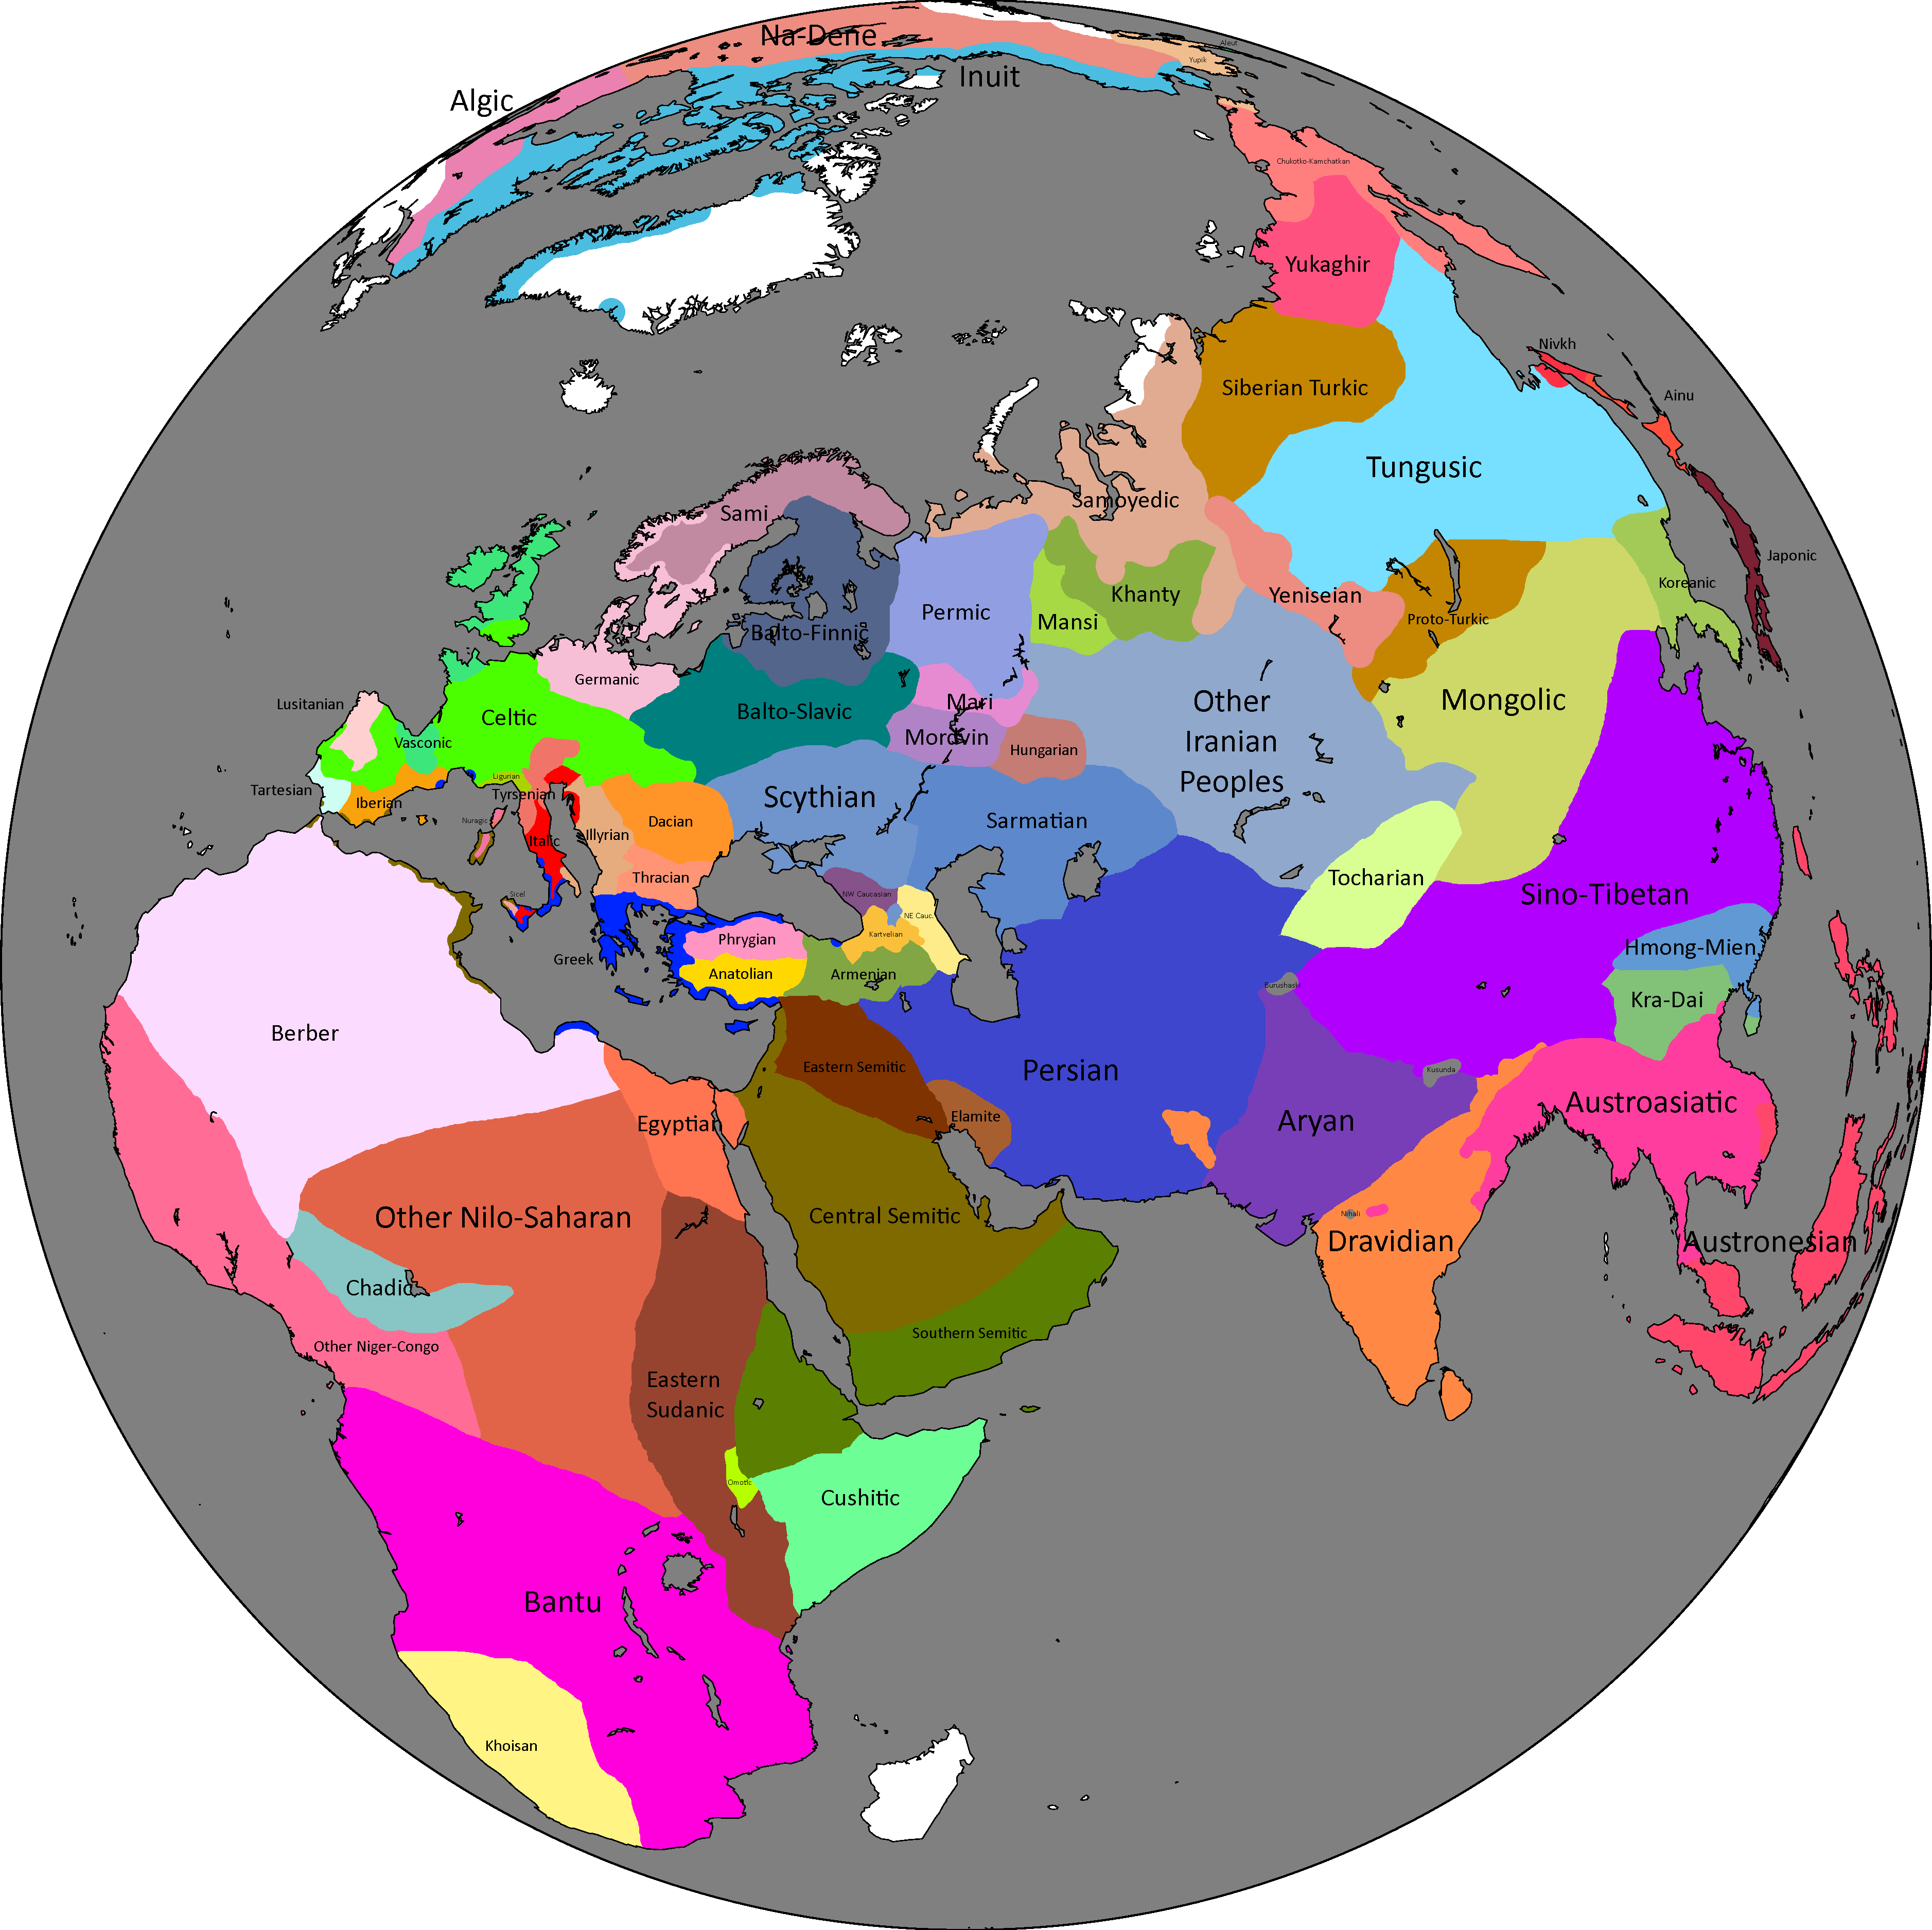 Na-Dene
Aleut
Yupik
Inuit
Algic
Chukotko-Kamchatkan
Yukaghir
Nivkh
Siberian Turkic
Ainu
Tungusic
Samoyedic
Sami
Japonic
Koreanic
Khanty
Yeniseian
Permic
Mansi
Proto-Turkic
Balto-Finnic
Germanic
Mari
Other
Iranian
Peoples
Mongolic
Lusitanian
Celtic
Balto-Slavic
Mordvin
Vasconic
Hungarian
Ligurian
Tartesian
Tyrsenian
Iberian
Scythian
Nuragic
Dacian
Sarmatian
Illyrian
Italic
Thracian
Tocharian
Sicel
NW Caucasian
Sino-Tibetan
NE Cauc.
Kartvelian
Phrygian
Hmong-Mien
Greek
Anatolian
Armenian
Burushaski
Kra-Dai
Berber
Eastern Semitic
Persian
Kusunda
Elamite
Egyptian
Aryan
Austroasiatic
Other Nilo-Saharan
Central Semitic
Nihali
Dravidian
Austronesian
Chadic
Southern Semitic
Other Niger-Congo
Eastern
Sudanic
Omotic
Cushitic
Bantu
Khoisan